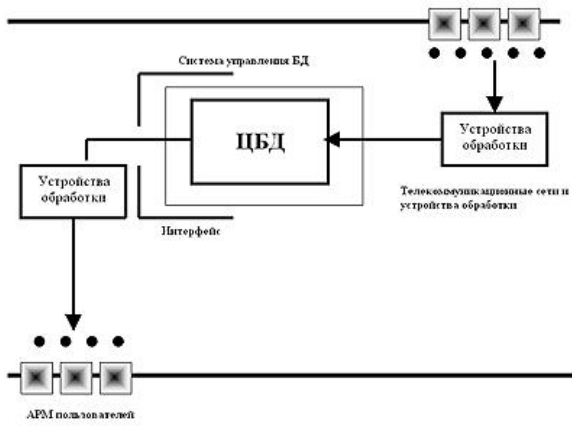 Система управления БД
ЦБД
Устройства
обработки
Устройства
обработки
Телекоммуникационные сети и
устройства обработки
Интерфейс
АРМ пользователей